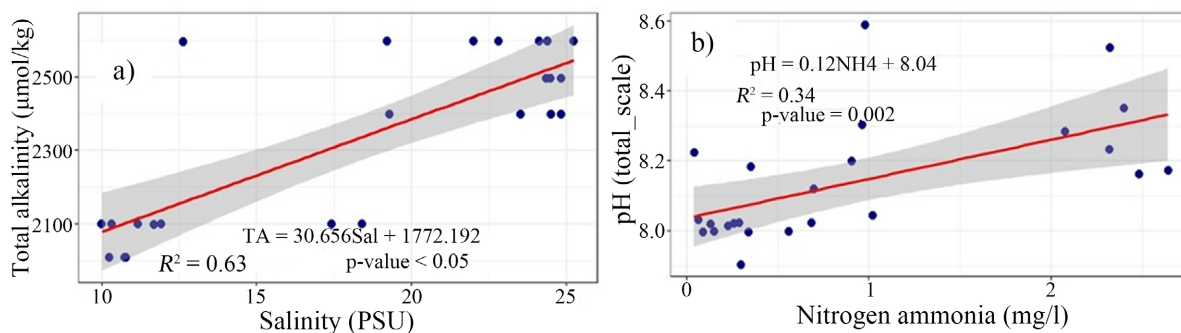 a)
Total alkalinity (μmol/kg)
2500
2300
2100
TA = 30.656Sal + 1772.192
R² = 0.63
p-value < 0.05
10
15
20
25
Salinity (PSU)
b)
pH (total_scale)
8.6
8.4
8.2
8.0
pH = 0.12NH4 + 8.04
R² = 0.34
p-value = 0.002
0
1
2
Nitrogen ammonia (mg/l)